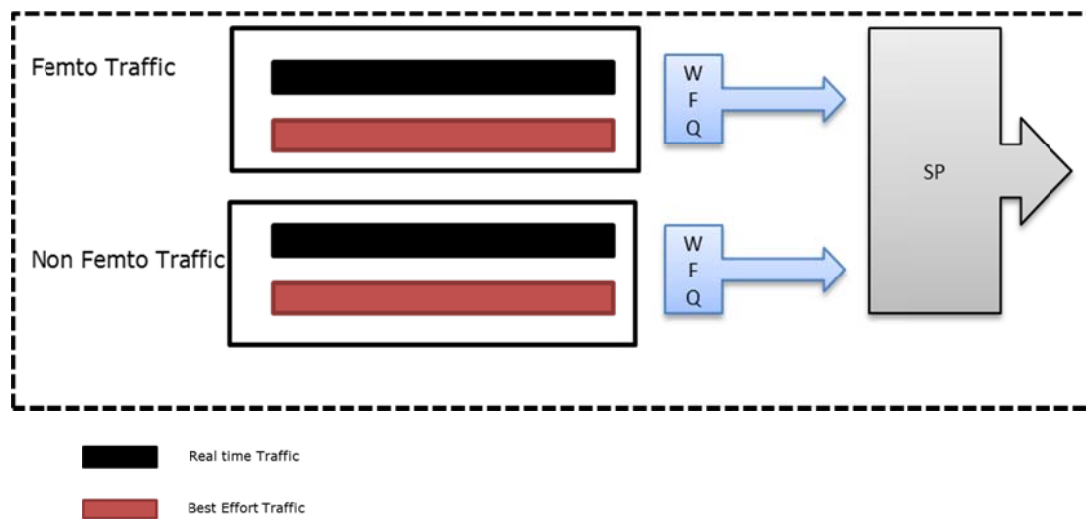 Femto Traffic
W
F
Q
SP
Non Femto Traffic
W
F
Q
Real time Traffic
Best Effort Traffic